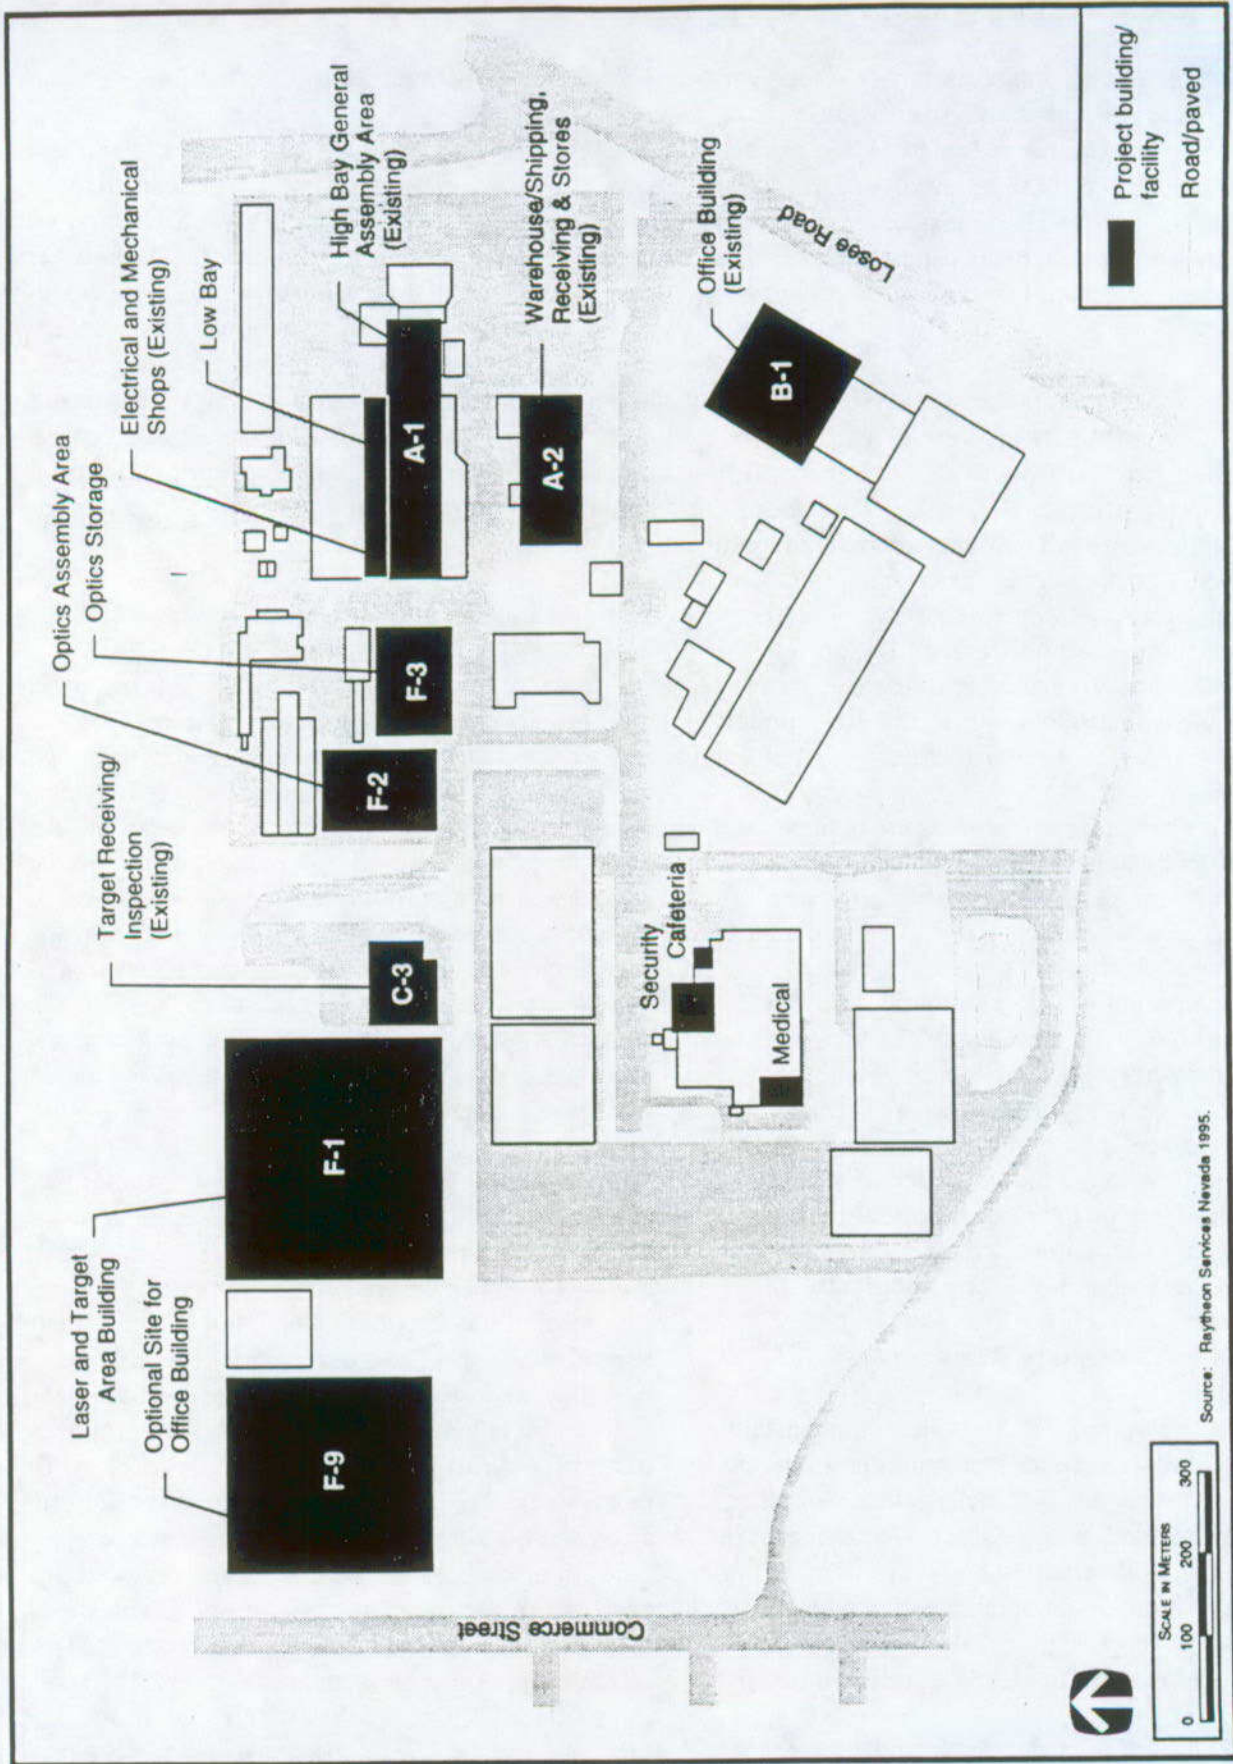 Laser and Target
Area Building
Optional Site for
Office Building
F-9
F-1
Target Receiving/
Inspection
(Existing)
C-3
Optics Assembly Area
Optics Storage
F-2
F-3
Electrical and Mechanical
Shops (Existing)
Low Bay
High Bay General
Assembly Area
(Existing)
A-1
Warehouse/Shipping,
Receiving & Stores
(Existing)
A-2
Office Building
(Existing)
B-1
Losee Road
Security
Cafeteria
Medical
Commerce Street
Project building/
facility
Road/paved
SCALE IN METERS
0 100 200 300
Source: Raytheon Services Nevada 1995.